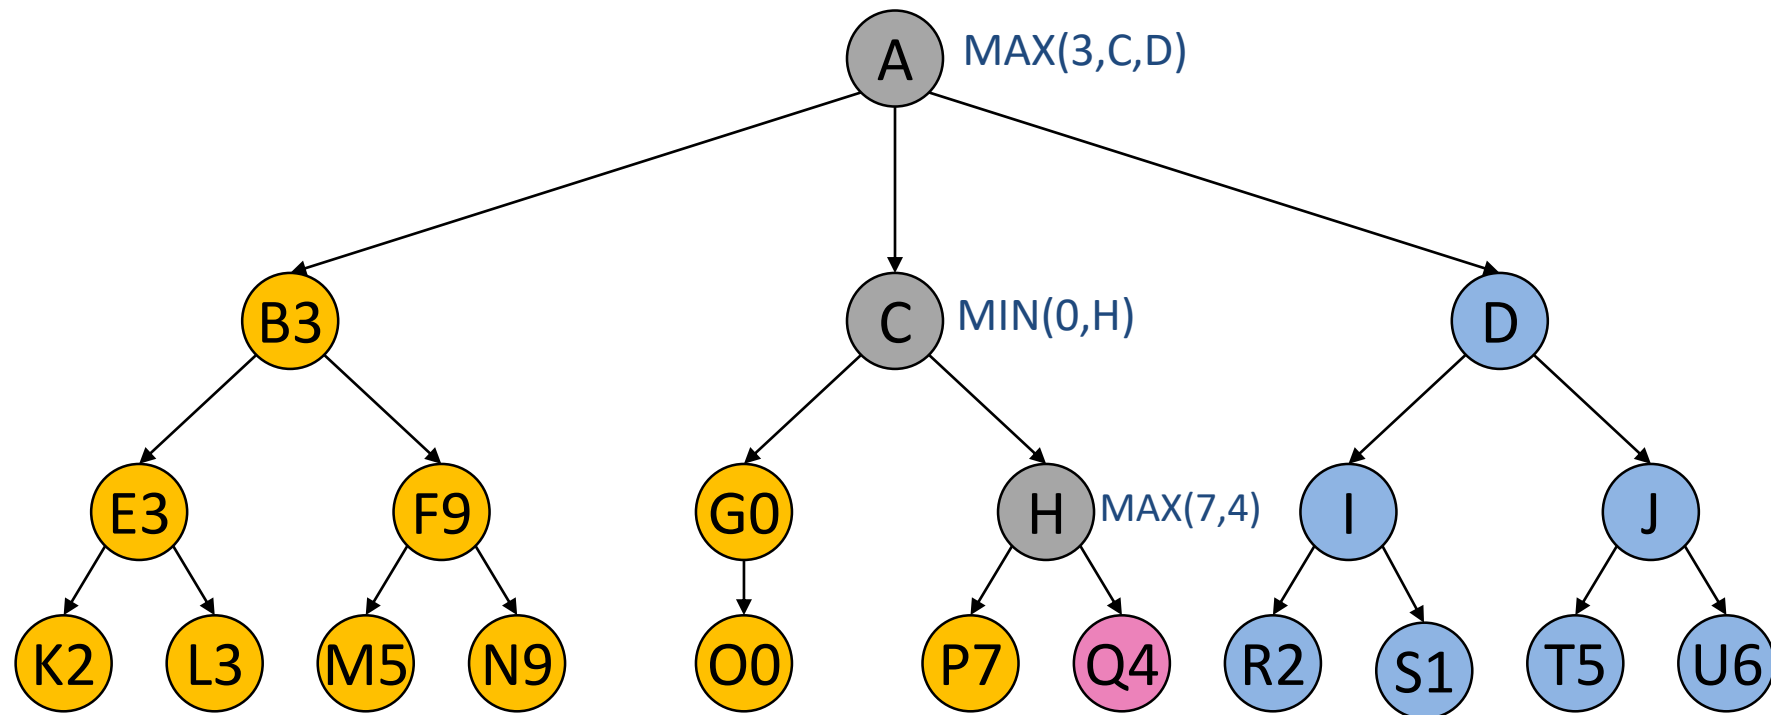 A MAX(3,C,D)
B3 C MIN(0,H) D
E3 F9 G0 H MAX(7,4) I J
K2 L3 M5 N9 O0 P7 Q4 R2 S1 T5 U6